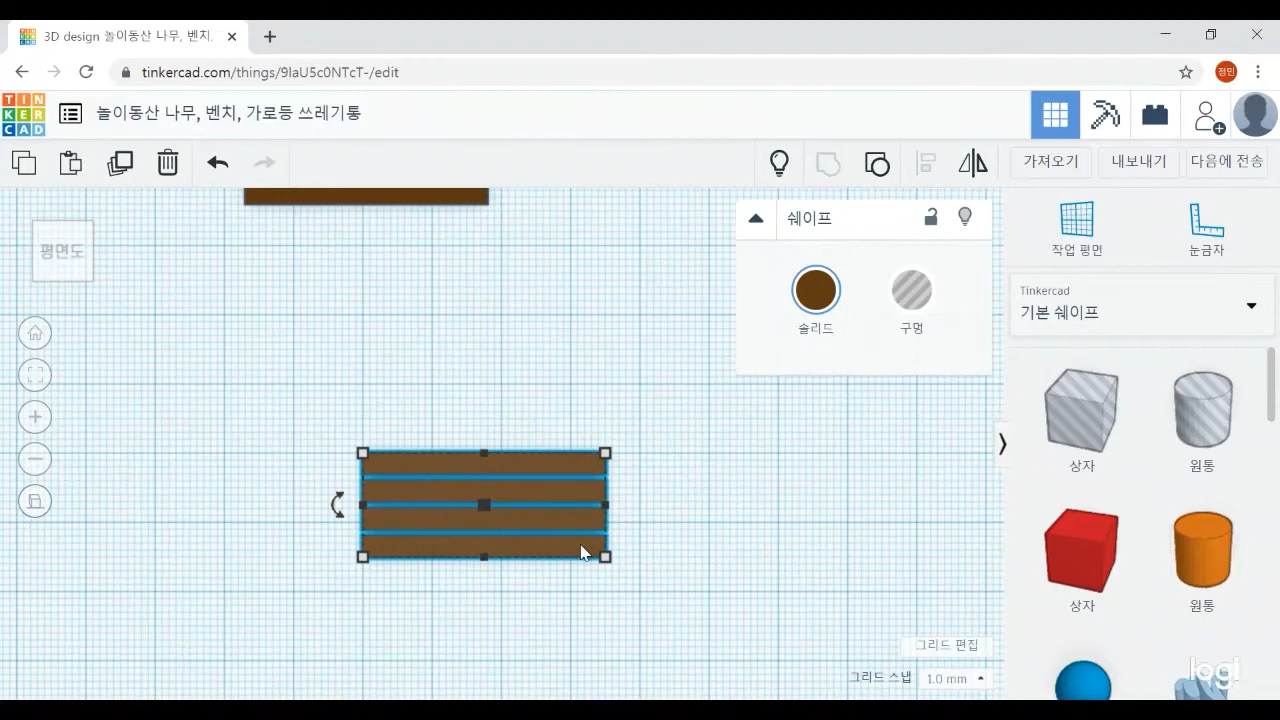 3D design 놀이동산 나무, 벤치,
tinkercad.com/things/9laU5c0NTcT-/edit
정민
TIN
KER
CAD
놀이동산 나무, 벤치, 가로등 쓰레기통
가져오기
내보내기
다음에 전송
평면도
쉐이프
솔리드
구멍
작업 평면
눈금자
Tinkercad
기본 쉐이프
상자
원통
상자
원통
그리드 편집
그리드 스냅
1.0 mm
logi